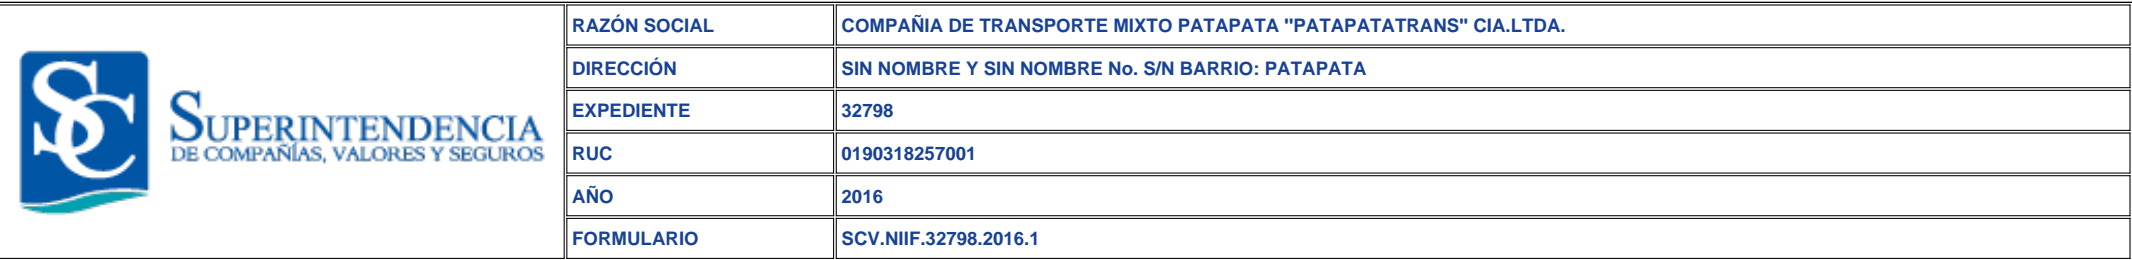 SC
SUPERINTENDENCIA
DE COMPAÑÍAS, VALORES Y SEGUROS
RAZÓN SOCIAL COMPAÑIA DE TRANSPORTE MIXTO PATAPATA "PATAPATATRANS" CIA.LTDA.
DIRECCIÓN SIN NOMBRE Y SIN NOMBRE No. S/N BARRIO: PATAPATA
EXPEDIENTE 32798
RUC 0190318257001
AÑO 2016
FORMULARIO SCV.NIIF.32798.2016.1